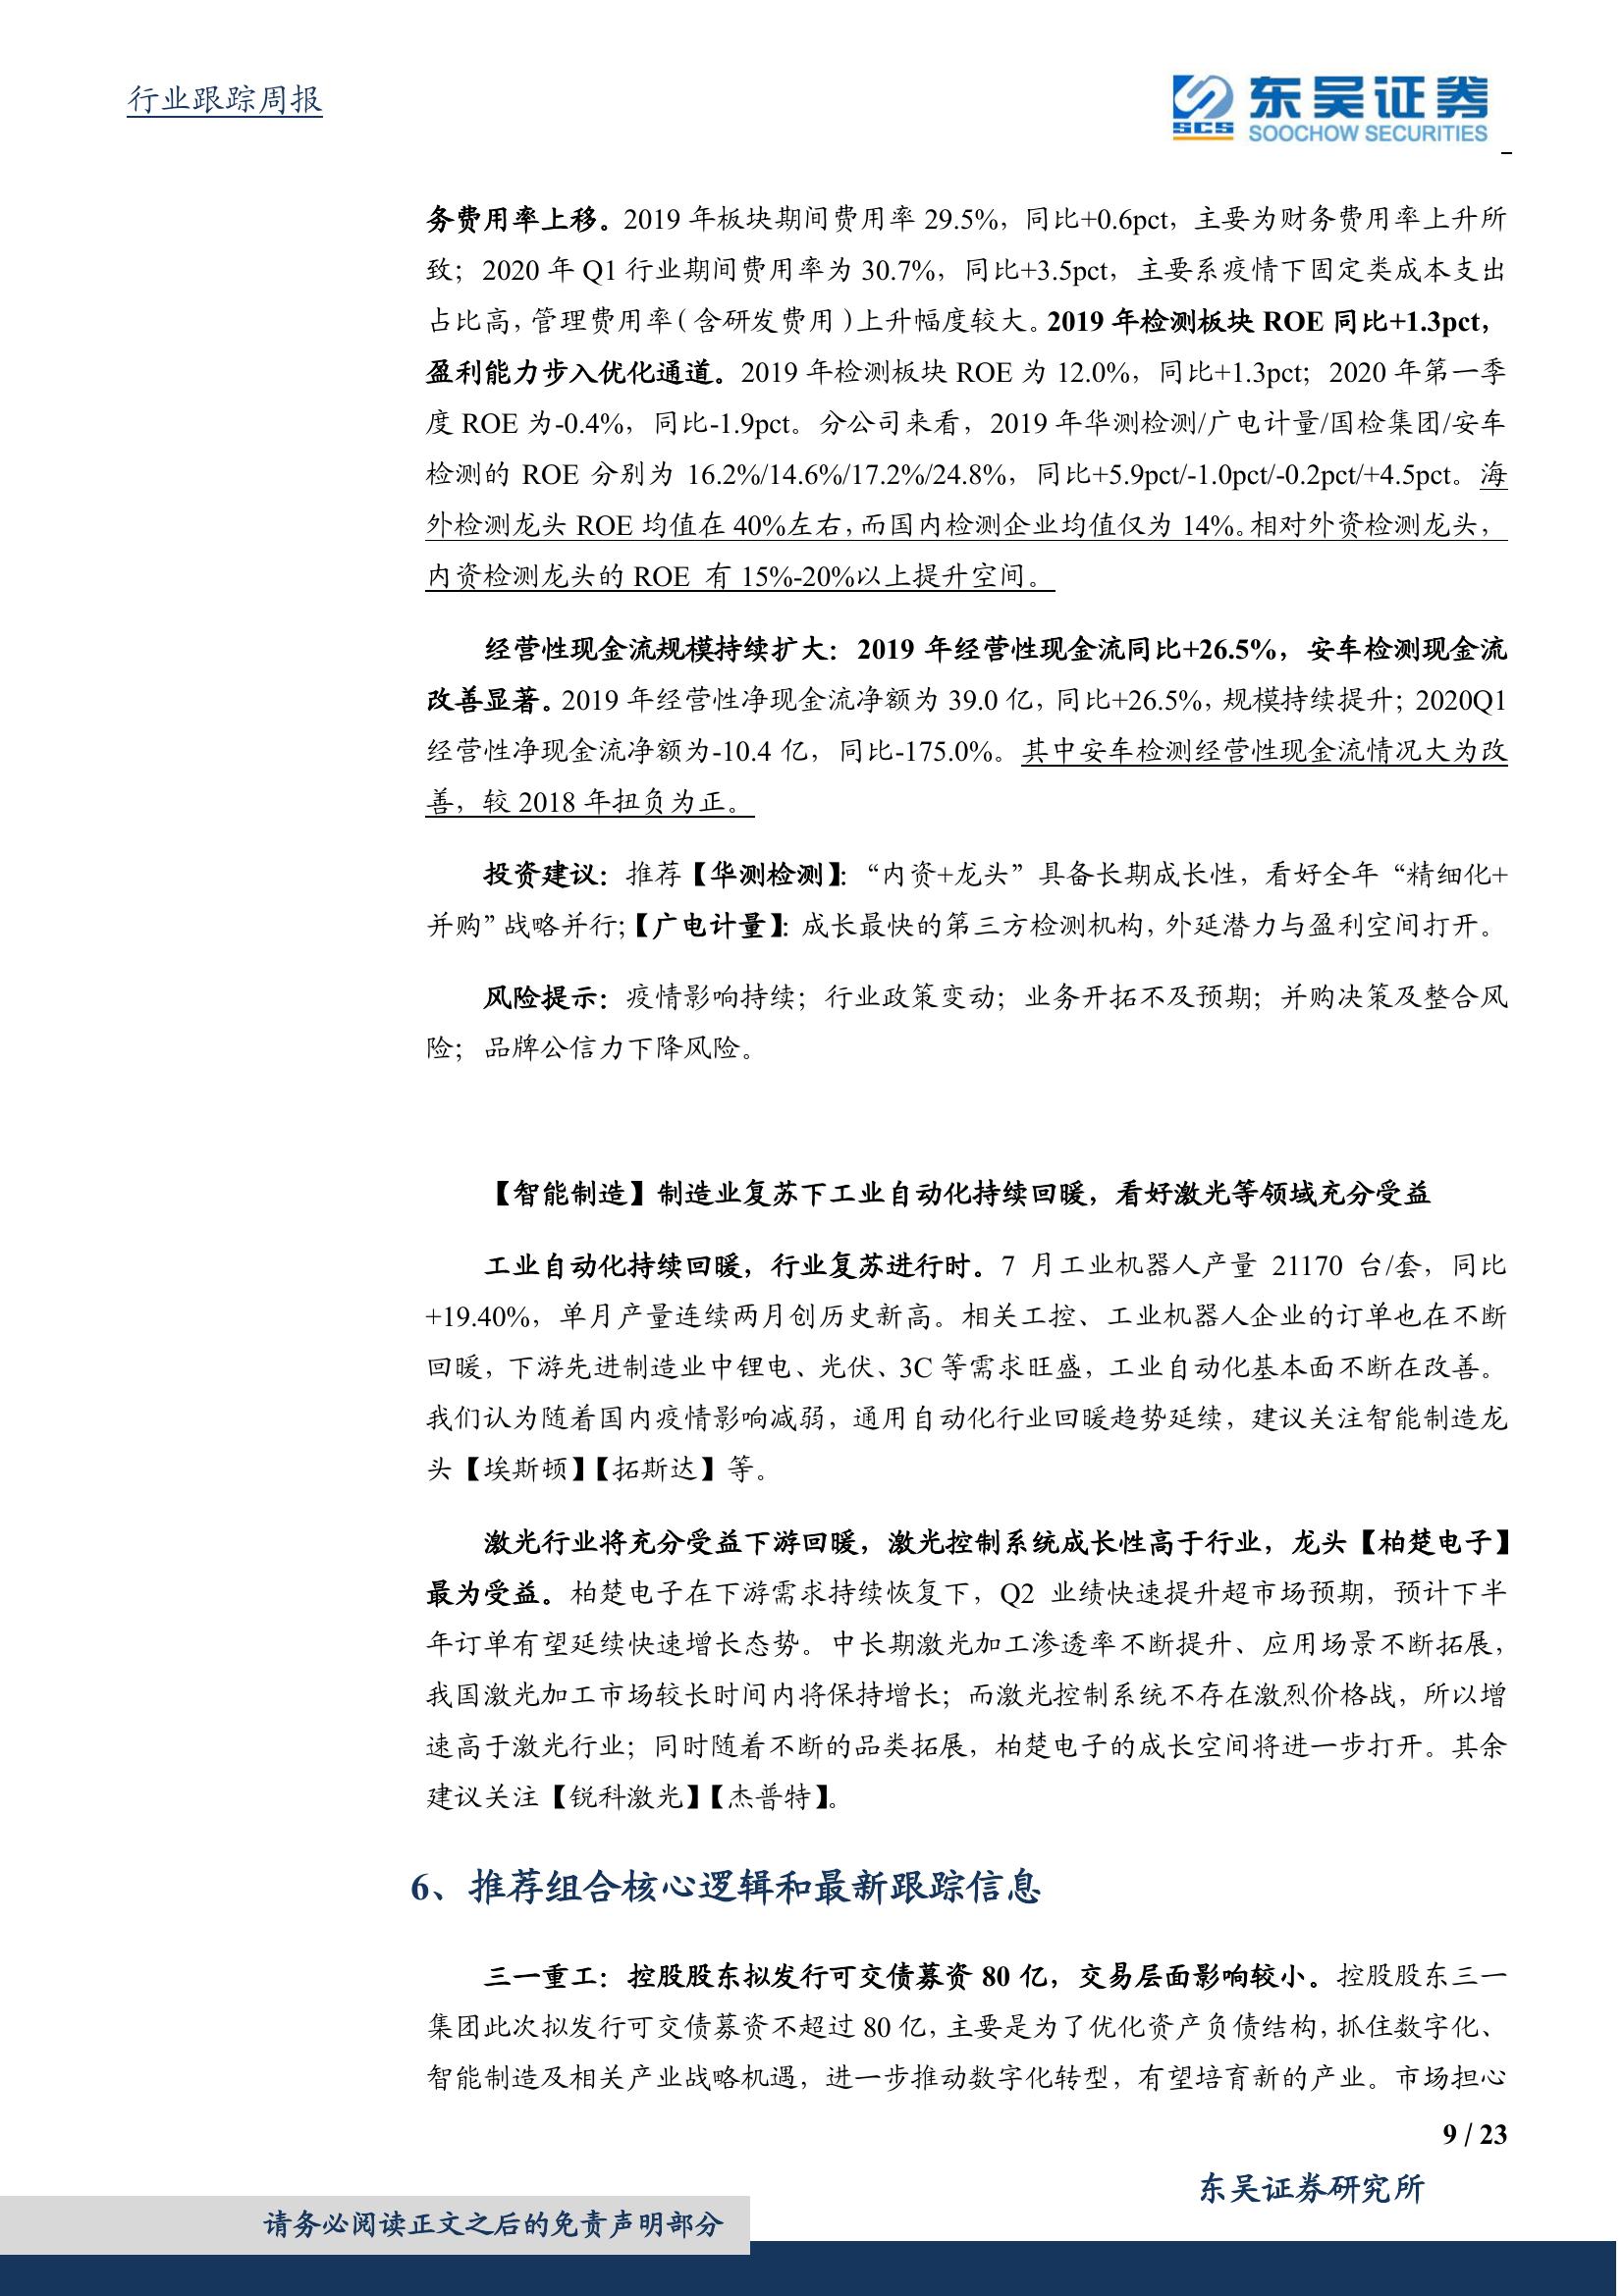 行业跟踪周报
SCS
东吴证券
SOOCHOW SECURITIES
务费用率上移。2019 年板块期间费用率 29.5%，同比+0.6pct，主要为财务费用率上升所
致；2020 年 Q1 行业期间费用率为 30.7%，同比+3.5pct，主要系疫情下固定类成本支出
占比高，管理费用率（含研发费用）上升幅度较大。2019 年检测板块 ROE 同比+1.3pct，
盈利能力步入优化通道。2019 年检测板块 ROE 为 12.0%，同比+1.3pct；2020 年第一季
度 ROE 为-0.4%，同比-1.9pct。分公司来看，2019 年华测检测/广电计量/国检集团/安车
检测的 ROE 分别为 16.2%/14.6%/17.2%/24.8%，同比+5.9pct/-1.0pct/-0.2pct/+4.5pct。海
外检测龙头 ROE 均值在 40%左右，而国内检测企业均值仅为 14%。相对外资检测龙头，
内资检测龙头的 ROE 有 15%-20%以上提升空间。
经营性现金流规模持续扩大：2019 年经营性现金流同比+26.5%，安车检测现金流
改善显著。2019 年经营性净现金流净额为 39.0 亿，同比+26.5%，规模持续提升；2020Q1
经营性净现金流净额为-10.4 亿，同比-175.0%。其中安车检测经营性现金流情况大为改
善，较 2018 年扭负为正。
投资建议：推荐【华测检测】：“内资+龙头”具备长期成长性，看好全年“精细化+
并购”战略并行；【广电计量】：成长最快的第三方检测机构，外延潜力与盈利空间打开。
风险提示：疫情影响持续；行业政策变动；业务开拓不及预期；并购决策及整合风
险；品牌公信力下降风险。
【智能制造】制造业复苏下工业自动化持续回暖，看好激光等领域充分受益
工业自动化持续回暖，行业复苏进行时。7 月工业机器人产量 21170 台/套，同比
+19.40%，单月产量连续两月创历史新高。相关工控、工业机器人企业的订单也在不断
回暖，下游先进制造业中锂电、光伏、3C 等需求旺盛，工业自动化基本面不断在改善。
我们认为随着国内疫情影响减弱，通用自动化行业回暖趋势延续，建议关注智能制造龙
头【埃斯顿】【拓斯达】等。
激光行业将充分受益下游回暖，激光控制系统成长性高于行业，龙头【柏楚电子】
最为受益。柏楚电子在下游需求持续恢复下，Q2 业绩快速提升超市场预期，预计下半
年订单有望延续快速增长态势。中长期激光加工渗透率不断提升、应用场景不断拓展，
我国激光加工市场较长时间内将保持增长；而激光控制系统不存在激烈价格战，所以增
速高于激光行业；同时随着不断的品类拓展，柏楚电子的成长空间将进一步打开。其余
建议关注【锐科激光】【杰普特】。
6、推荐组合核心逻辑和最新跟踪信息
三一重工：控股股东拟发行可交债募资 80 亿，交易层面影响较小。控股股东三一
集团此次拟发行可交债募资不超过 80 亿，主要是为了优化资产负债结构，抓住数字化、
智能制造及相关产业战略机遇，进一步推动数字化转型，有望培育新的产业。市场担心
9 / 23
东吴证券研究所
请务必阅读正文之后的免责声明部分